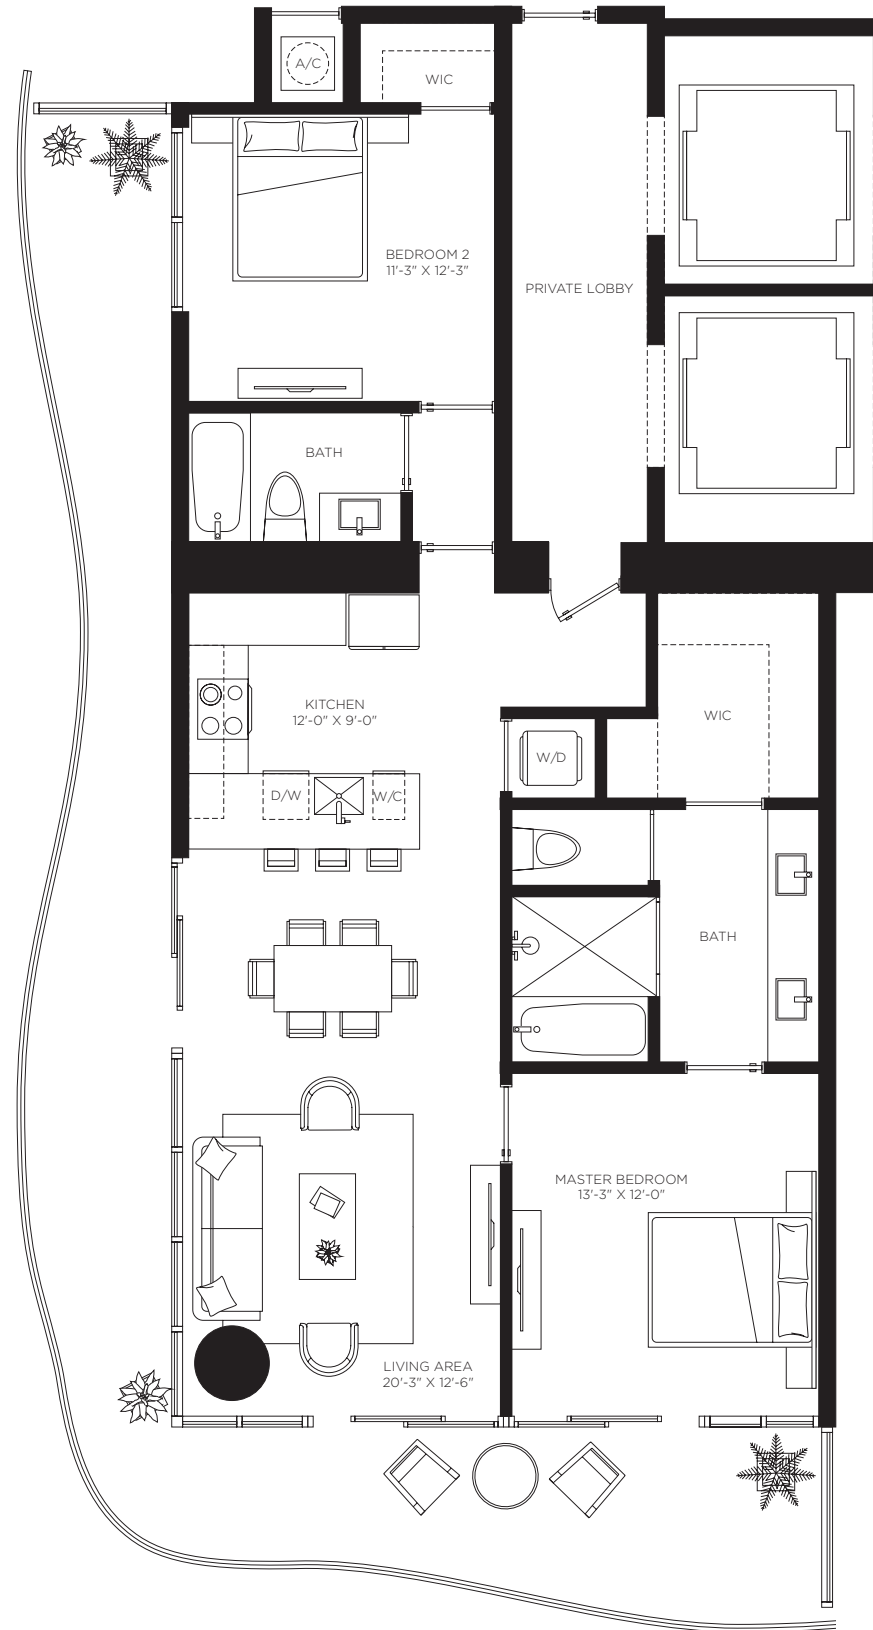 A/C
WIC
BEDROOM 2
11'-3" X 12'-3"
PRIVATE LOBBY
BATH
KITCHEN
12'-0" X 9'-0"
WIC
W/D
D/W
W/C
BATH
MASTER BEDROOM
13'-3" X 12'-0"
LIVING AREA
20'-3" X 12'-6"